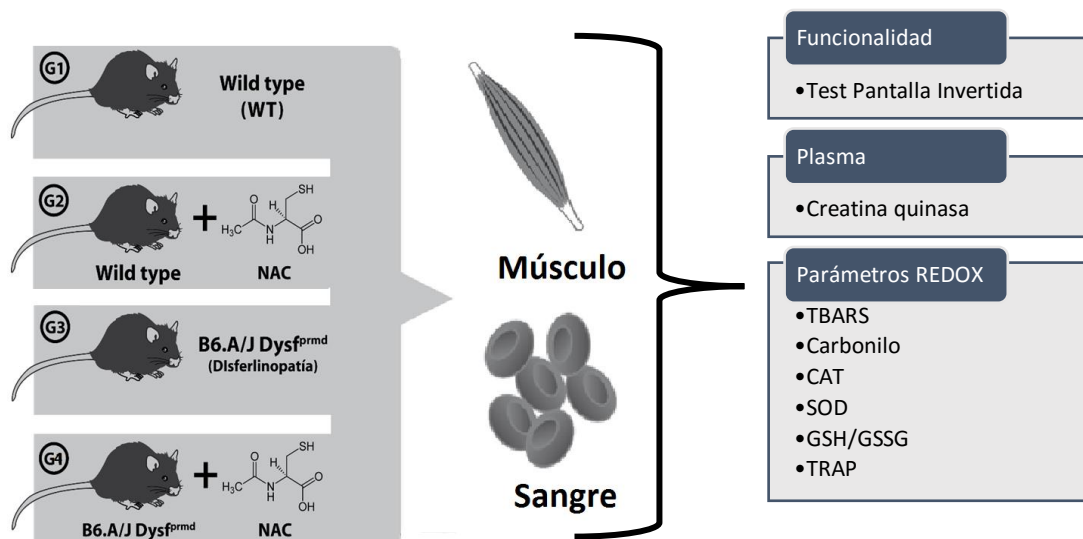 G1
Wild type
(WT)
G2
+
SH
H
O
O
H₃C
N
H
OH
Wild type
NAC
G3
B6.A/J Dysfᵖʳᵐᵈ
(DIsferlinopatía)
G4
+
SH
H
O
O
H₃C
N
H
OH
B6.A/J Dysfᵖʳᵐᵈ
NAC
Músculo
Sangre
Funcionalidad
•Test Pantalla Invertida
Plasma
•Creatina quinasa
Parámetros REDOX
•TBARS
•Carbonilo
•CAT
•SOD
•GSH/GSSG
•TRAP